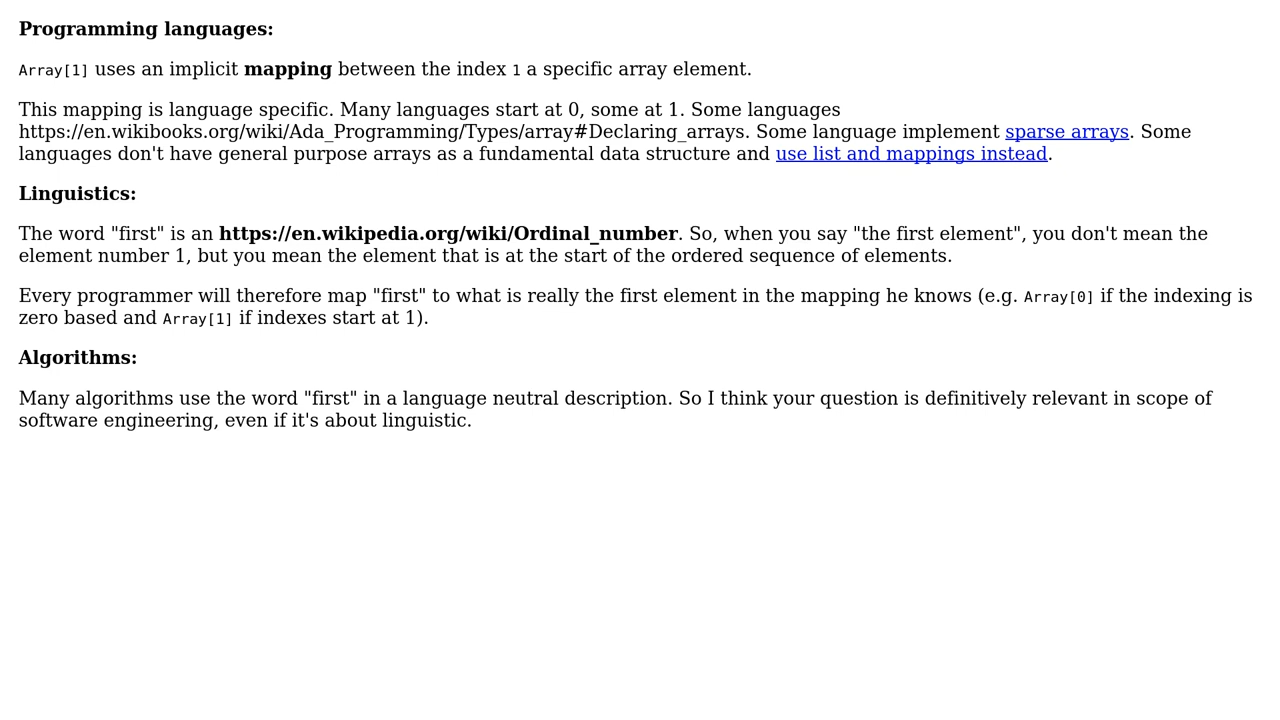 Programming languages:
Array[1] uses an implicit mapping between the index 1 a specific array element.
This mapping is language specific. Many languages start at 0, some at 1. Some languages
https://en.wikibooks.org/wiki/Ada_Programming/Types/array#Declaring_arrays. Some language implement sparse arrays. Some
languages don't have general purpose arrays as a fundamental data structure and use list and mappings instead.
Linguistics:
The word "first" is an https://en.wikipedia.org/wiki/Ordinal_number. So, when you say "the first element", you don't mean the
element number 1, but you mean the element that is at the start of the ordered sequence of elements.
Every programmer will therefore map "first" to what is really the first element in the mapping he knows (e.g. Array[0] if the indexing is
zero based and Array[1] if indexes start at 1).
Algorithms:
Many algorithms use the word "first" in a language neutral description. So I think your question is definitively relevant in scope of
software engineering, even if it's about linguistic.